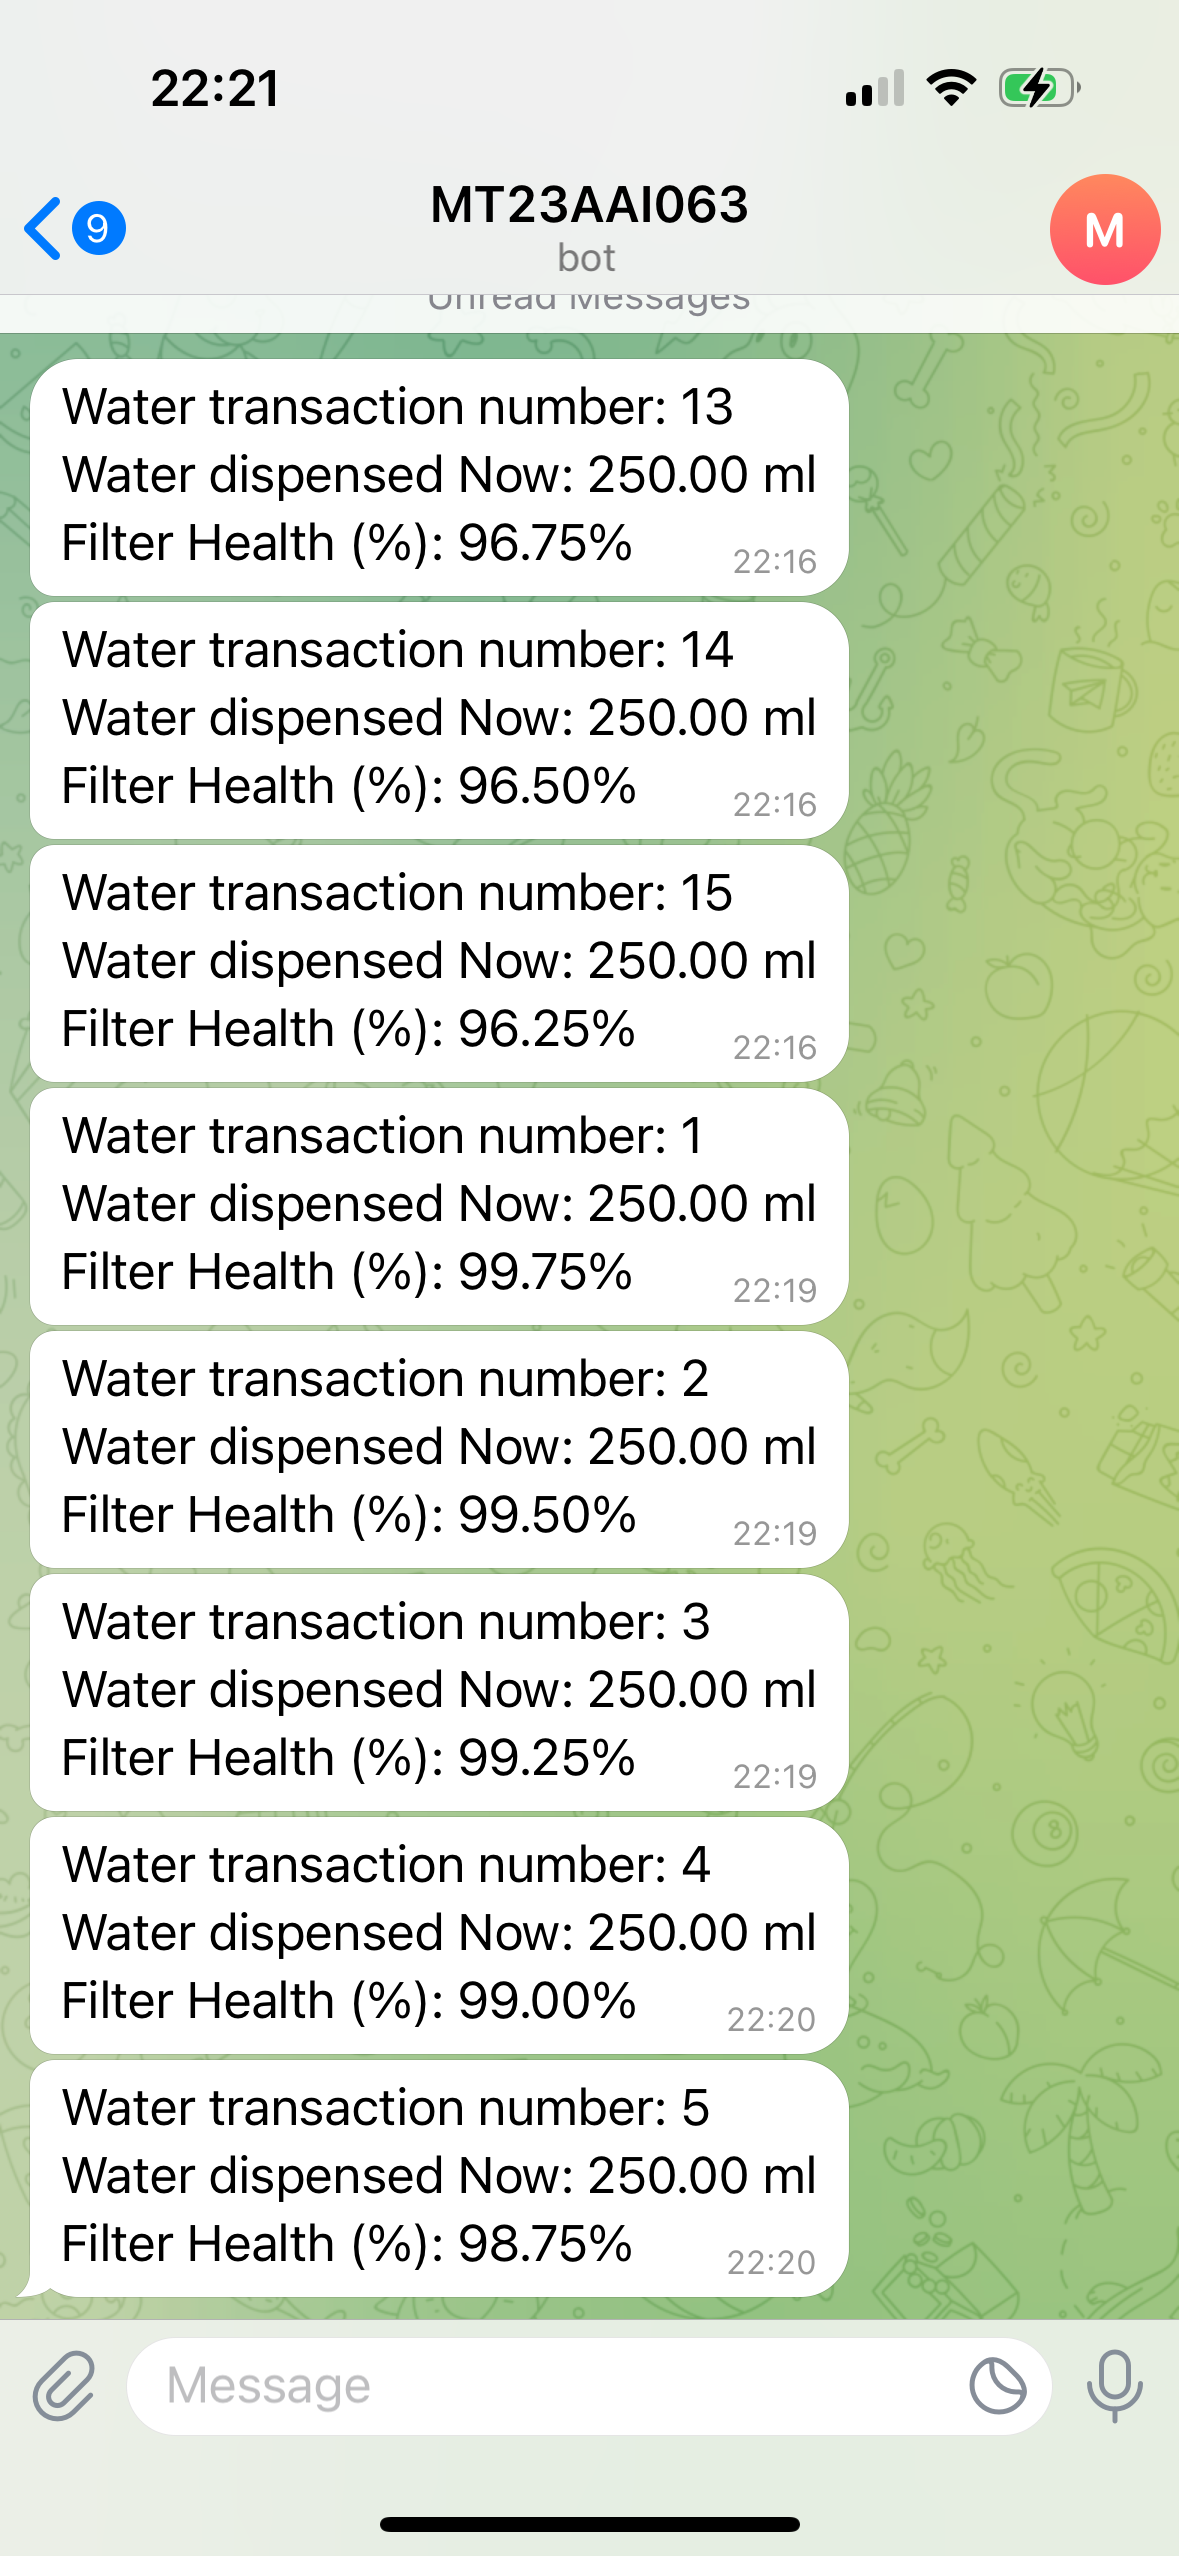 22:21
9
MT23AAI063
bot
M
Unread Messages
Water transaction number: 13
Water dispensed Now: 250.00 ml
Filter Health (%): 96.75%
22:16
Water transaction number: 14
Water dispensed Now: 250.00 ml
Filter Health (%): 96.50%
22:16
Water transaction number: 15
Water dispensed Now: 250.00 ml
Filter Health (%): 96.25%
22:16
Water transaction number: 1
Water dispensed Now: 250.00 ml
Filter Health (%): 99.75%
22:19
Water transaction number: 2
Water dispensed Now: 250.00 ml
Filter Health (%): 99.50%
22:19
Water transaction number: 3
Water dispensed Now: 250.00 ml
Filter Health (%): 99.25%
22:19
Water transaction number: 4
Water dispensed Now: 250.00 ml
Filter Health (%): 99.00%
22:20
Water transaction number: 5
Water dispensed Now: 250.00 ml
Filter Health (%): 98.75%
22:20
Message